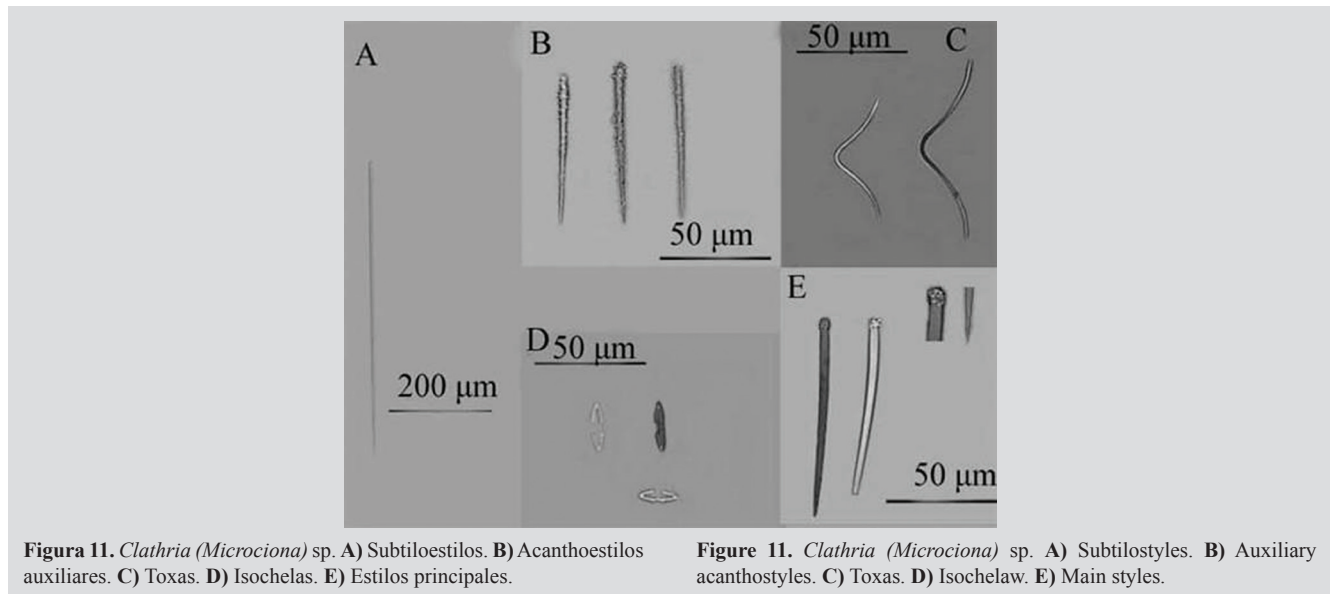 A
200 μm
B
50 μm
50 μm
C
D
50 μm
E
50 μm
Figura 11. Clathria (Microciona) sp. A) Subtiloestilos. B) Acanthoestilos
auxiliares. C) Toxas. D) Isochelas. E) Estilos principales.
Figure 11. Clathria (Microciona) sp. A) Subtilostyles. B) Auxiliary
acanthostyles. C) Toxas. D) Isochelaw. E) Main styles.